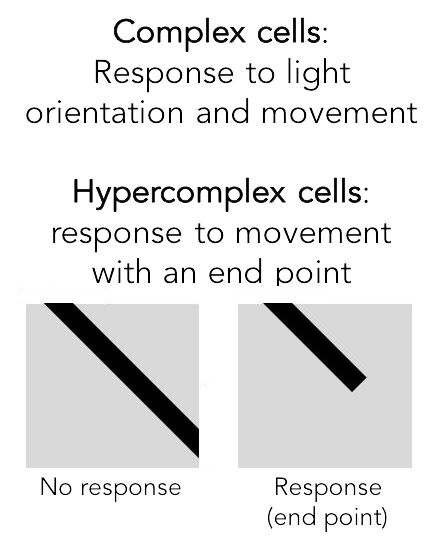 Complex cells:
Response to light
orientation and movement
Hypercomplex cells:
response to movement
with an end point
No response
Response
(end point)